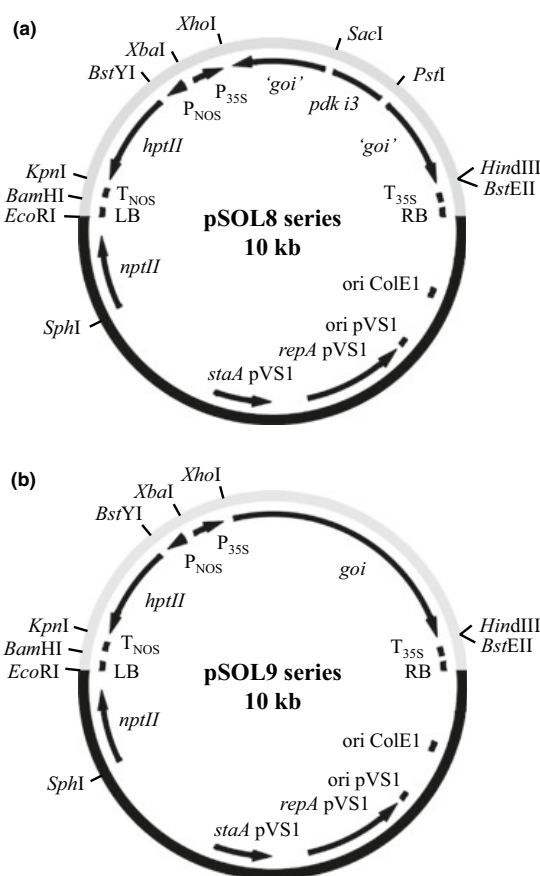 (a)
XhoI
SacI
XbaI
BstYI
PstI
P35S
'goi'
PNOS
pdk i3
hptII
'goi'
KpnI
HindIII
BamHI
TNOS
T35S
BstEII
EcoRI
LB
RB
pSOL8 series
10 kb
nptII
ori ColE1
SphI
ori pVS1
repA pVS1
staA pVS1
(b)
XhoI
XbaI
BstYI
P35S
PNOS
goi
hptII
KpnI
HindIII
BamHI
TNOS
T35S
BstEII
EcoRI
LB
RB
pSOL9 series
10 kb
nptII
ori ColE1
SphI
ori pVS1
repA pVS1
staA pVS1